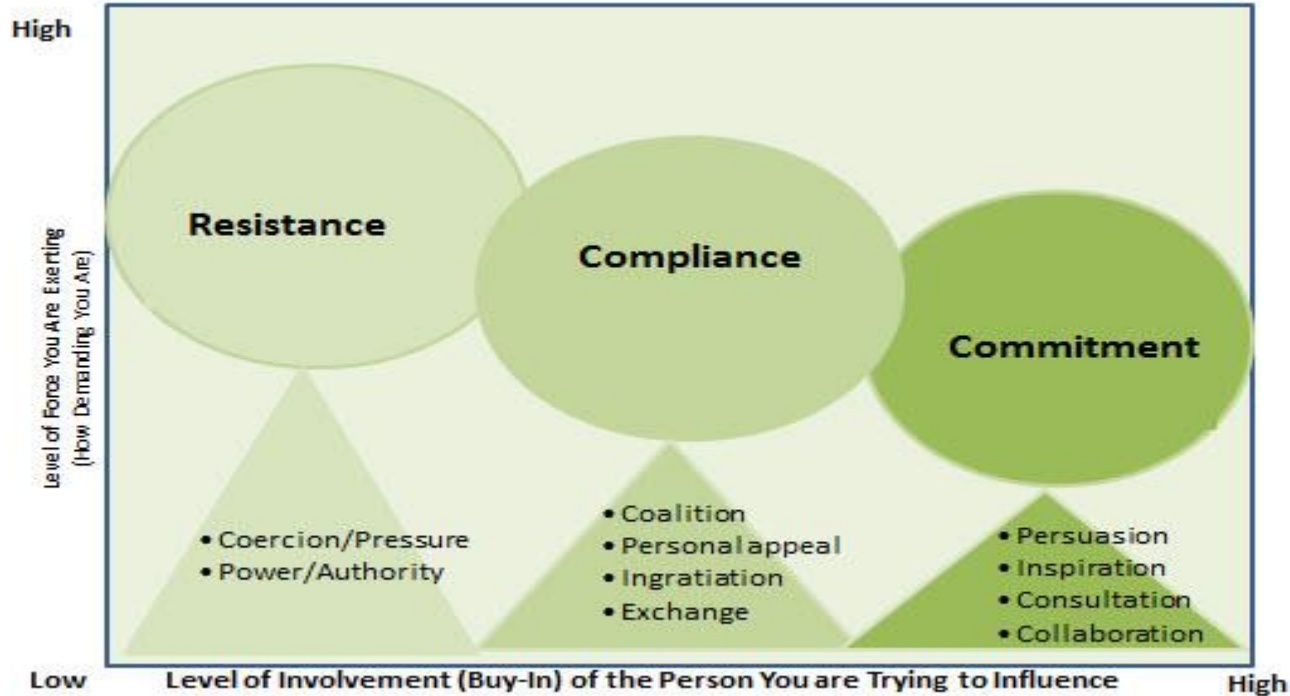 High
Level of Force You Are Exerting
(How Demanding You Are)
Resistance
Compliance
Commitment
• Coercion/Pressure
• Power/Authority
• Coalition
• Personal appeal
• Ingratiation
• Exchange
• Persuasion
• Inspiration
• Consultation
• Collaboration
Low Level of Involvement (Buy-In) of the Person You are Trying to Influence High